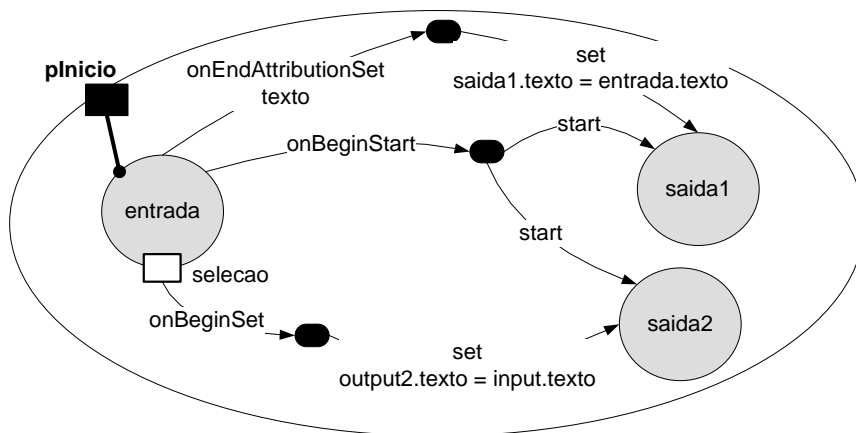 pInicio
onEndAttributionSet
texto
set
saida1.texto = entrada.texto
onBeginStart
start
saida1
entrada
start
selecao
onBeginSet
saida2
set
output2.texto = input.texto